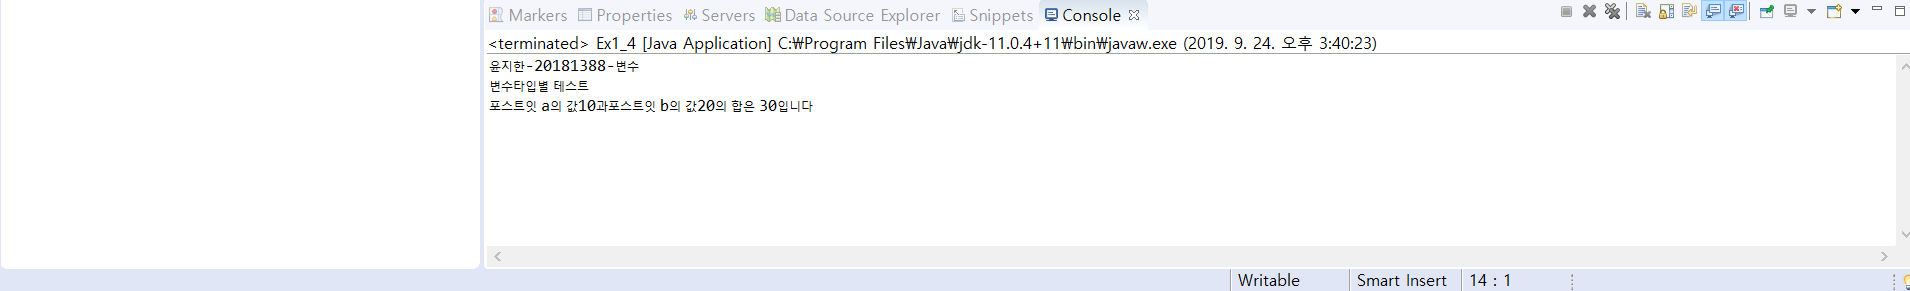 Markers Properties Servers Data Source Explorer Snippets Console
<terminated> Ex1_4 [Java Application] C:₩Program Files₩Java₩jdk-11.0.4+11₩bin₩javaw.exe (2019. 9. 24. 오후 3:40:23)
윤지한-20181388-변수
변수타입별 테스트
포스트잇 a의 값10과포스트잇 b의 값20의 합은 30입니다
Writable Smart Insert 14 : 1